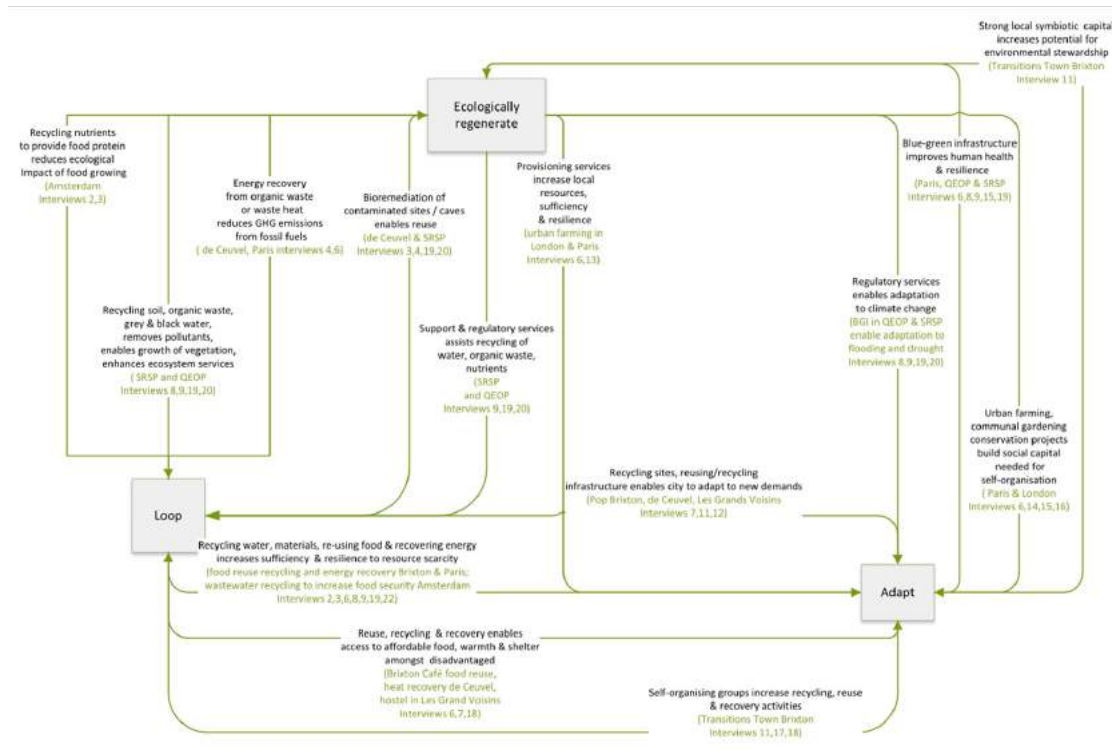 Strong local symbiotic capital
increases potential for
environmental stewardship
(Transitions Town Brixton
Interview 11)
Ecologically
regenerate
Recycling nutrients
to provide food protein
reduces ecological
Impact of food growing
(Amsterdam
Interviews 2,3)
Energy recovery
from organic waste
or waste heat
reduces GHG emissions
from fossil fuels
( de Ceuvel, Paris interviews 4,6)
Bioremediation of
contaminated sites / caves
enables reuse
(de Ceuvel & SRSP
Interviews 3,4,19,20)
Provisioning services
increase local
resources,
sufficiency
& resilience
(urban farming in
London & Paris
Interviews 6,13)
Blue-green infrastructure
improves human health
& resilience
(Paris, QEOP & SRSP
Interviews 6,8,9,15,19)
Recycling soil, organic waste,
grey & black water,
removes pollutants,
enables growth of vegetation,
enhances ecosystem services
( SRSP and QEOP
Interviews 8,9,19,20)
Support & regulatory services
assists recycling of
water, organic waste,
nutrients
(SRSP
and QEOP
Interviews 9,19,20)
Regulatory services
enables adaptation
to climate change
(BGI in QEOP & SRSP
enable adaptation to
flooding and drought
Interviews 8,9,19,20)
Urban farming,
communal gardening
conservation projects
build social capital
needed for
self-organisation
( Paris & London
Interviews 6,14,15,16)
Recycling sites, reusing/recycling
infrastructure enables city to adapt to new demands
(Pop Brixton, de Ceuvel, Les Grands Voisins
Interviews 7,11,12)
Loop
Recycling water, materials, re-using food & recovering energy
increases sufficiency & resilience to resource scarcity
(food reuse recycling and energy recovery Brixton & Paris;
wastewater recycling to increase food security Amsterdam
Interviews 2,3,6,8,9,19,22)
Adapt
Reuse, recycling & recovery enables
access to affordable food, warmth & shelter
amongst disadvantaged
(Brixton Café food reuse,
heat recovery de Ceuvel,
hostel in Les Grand Voisins
Interviews 6,7,18)
Self-organising groups increase recycling, reuse
& recovery activities
(Transitions Town Brixton
Interviews 11,17,18)